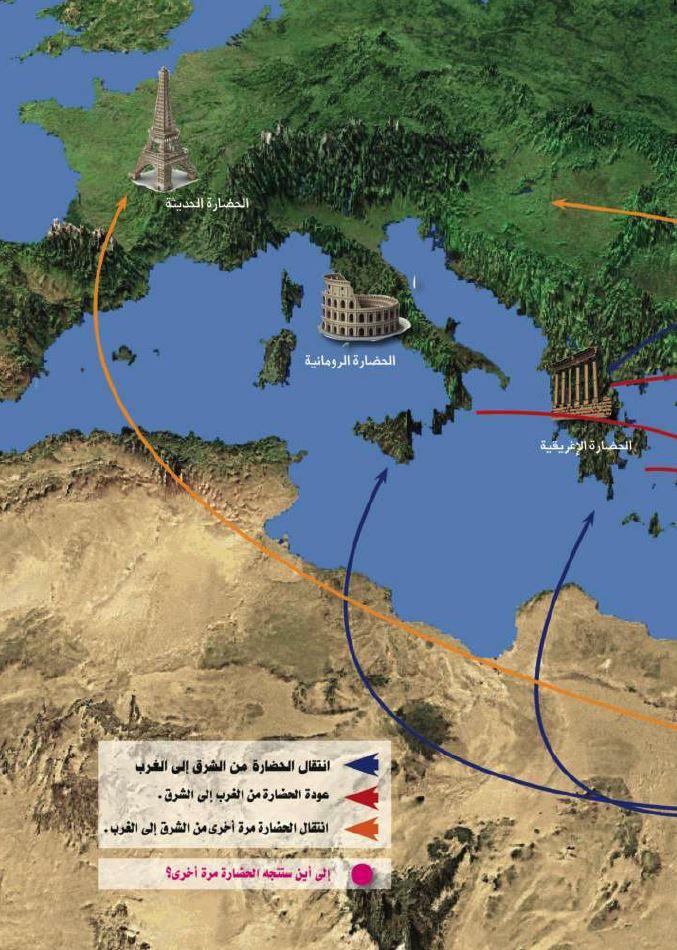 الحضارة الحديثة
الحضارة الرومانية
الحضارة الإغريقية
انتقال الحضارة من الشرق إلى الغرب
عودة الحضارة من الغرب إلى الشرق .
انتقال الحضارة مرة أخرى من الشرق إلى الغرب .
إلى أين ستتجه الحضارة مرة أخرى؟